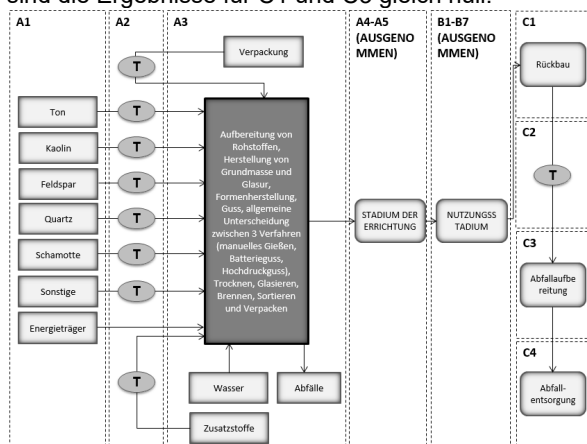 sind die Ergebnisse für C1 und C3 gleich null.
A1
A2
A3
A4-A5
(AUSGENO
MMEN)
B1-B7
(AUSGENO
MMEN)
C1
Verpackung
T
Rückbau
Ton
T
Kaolin
T
Feldspar
T
Quartz
T
Schamotte
T
Sonstige
T
Energieträger
Aufbereitung von
Rohstoffen,
Herstellung von
Grundmasse und
Glasur,
Formenherstellung,
Guss, allgemeine
Unterscheidung
zwischen 3 Verfahren
(manuelles Gießen,
Batterieguss,
Hochdruckguss),
Trocknen, Glasieren,
Brennen, Sortieren
und Verpacken
STADIUM DER
ERRICHTUNG
NUTZUNGSS
TADIUM
C2
T
C3
Abfallaufbe
reitung
C4
Abfall-
entsorgung
T
Wasser
Abfälle
Zusatzstoffe